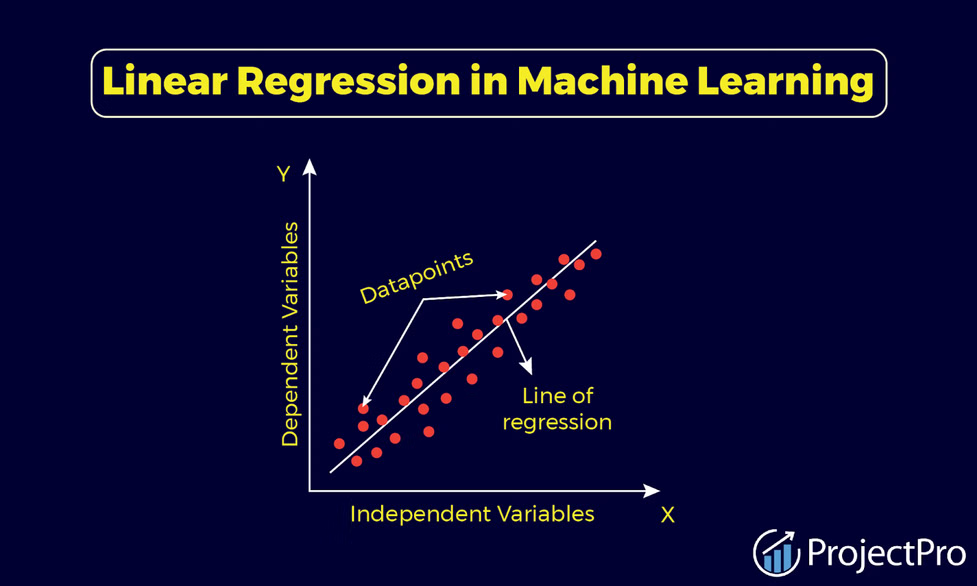 Linear Regression in Machine Learning
Y
Dependent Variables
Datapoints
Line of
regression
Independent Variables
X
ProjectPro